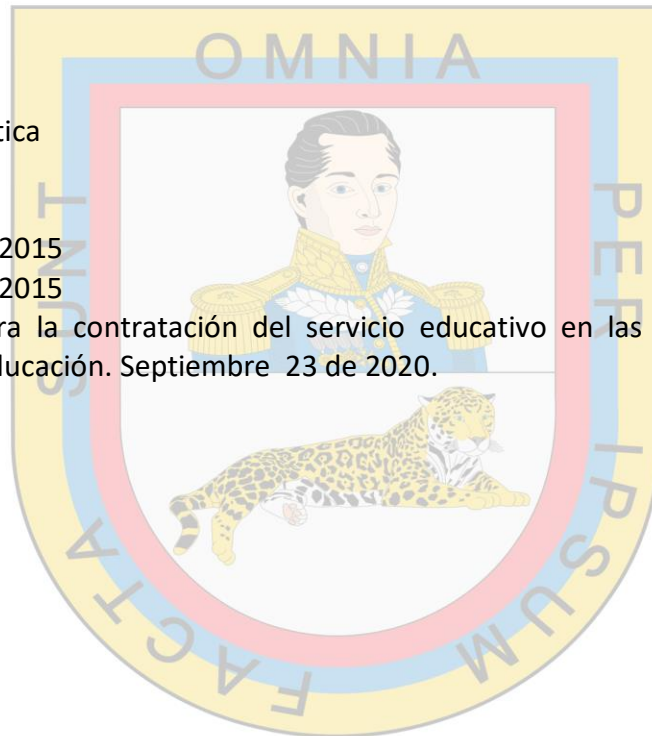 OMNIA
PER IPSUM
FACTA
SUNT
tica
2015
2015
ra la contratación del servicio educativo en las
ducación. Septiembre 23 de 2020.